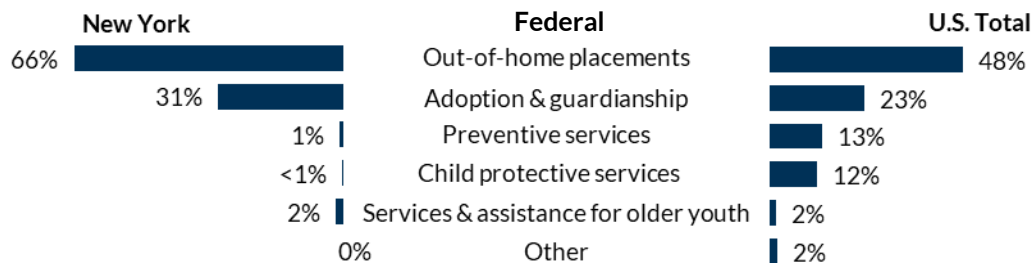 New York Federal U.S. Total
66% Out-of-home placements 48%
31% Adoption & guardianship 23%
1% Preventive services 13%
<1% Child protective services 12%
2% Services & assistance for older youth 2%
0% Other 2%